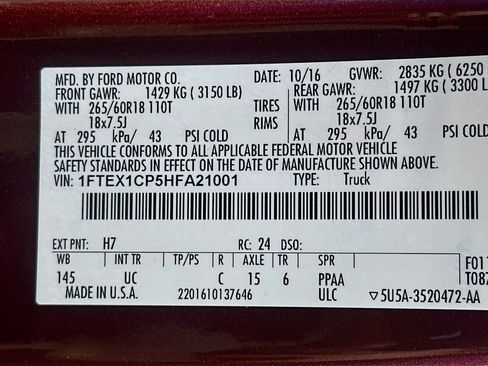 MFD. BY FORD MOTOR CO. DATE: 10/16 GVWR: 2835 KG ( 6250
FRONT GAWR: 1429 KG ( 3150 LB) REAR GAWR: 1497 KG ( 3300 L
WITH 265/60R18 110T TIRES WITH 265/60R18 110T
18x7.5J RIMS 18x7.5J
AT 295 kPa/ 43 PSI COLD AT 295 kPa/ 43 PSI COL
THIS VEHICLE CONFORMS TO ALL APPLICABLE FEDERAL MOTOR VEHICLE
SAFETY STANDARDS IN EFFECT ON THE DATE OF MANUFACTURE SHOWN ABOVE.
VIN: 1FTEX1CP5HFA21001 TYPE: Truck
EXT PNT: H7 RC: 24 DSO:
WB INT TR TP/PS R AXLE TR SPR F011
145 UC C 15 6 PPAA T087
MADE IN U.S.A. 2201610137646 ULC ▽5U5A-3520472-AA